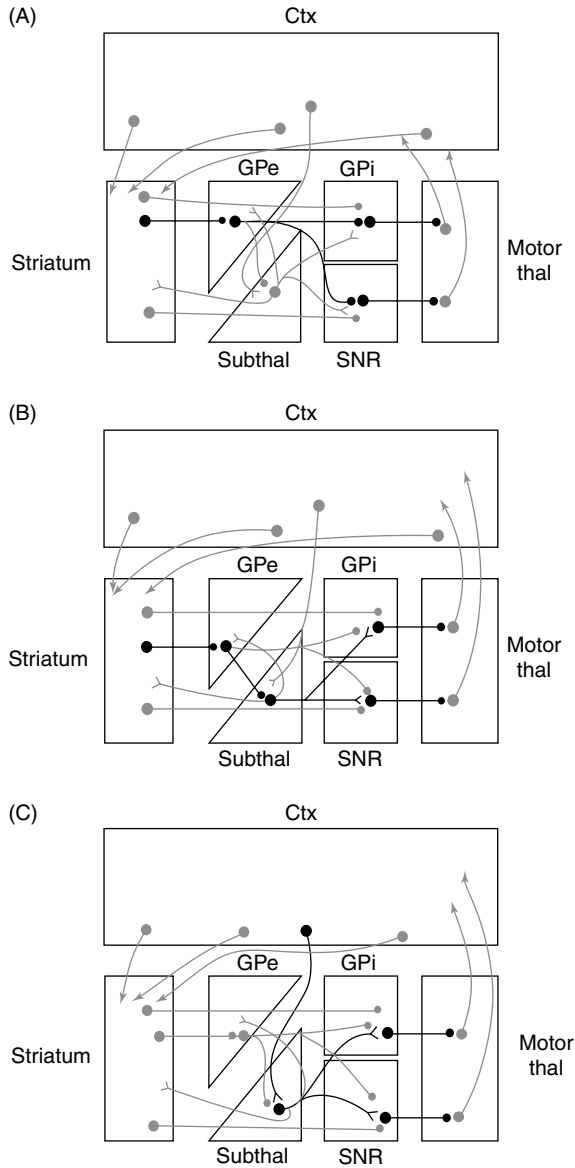 (A)
Ctx
GPe
GPi
Striatum
Motor
thal
Subthal
SNR
(B)
Ctx
GPe
GPi
Striatum
Motor
thal
Subthal
SNR
(C)
Ctx
GPe
GPi
Striatum
Motor
thal
Subthal
SNR